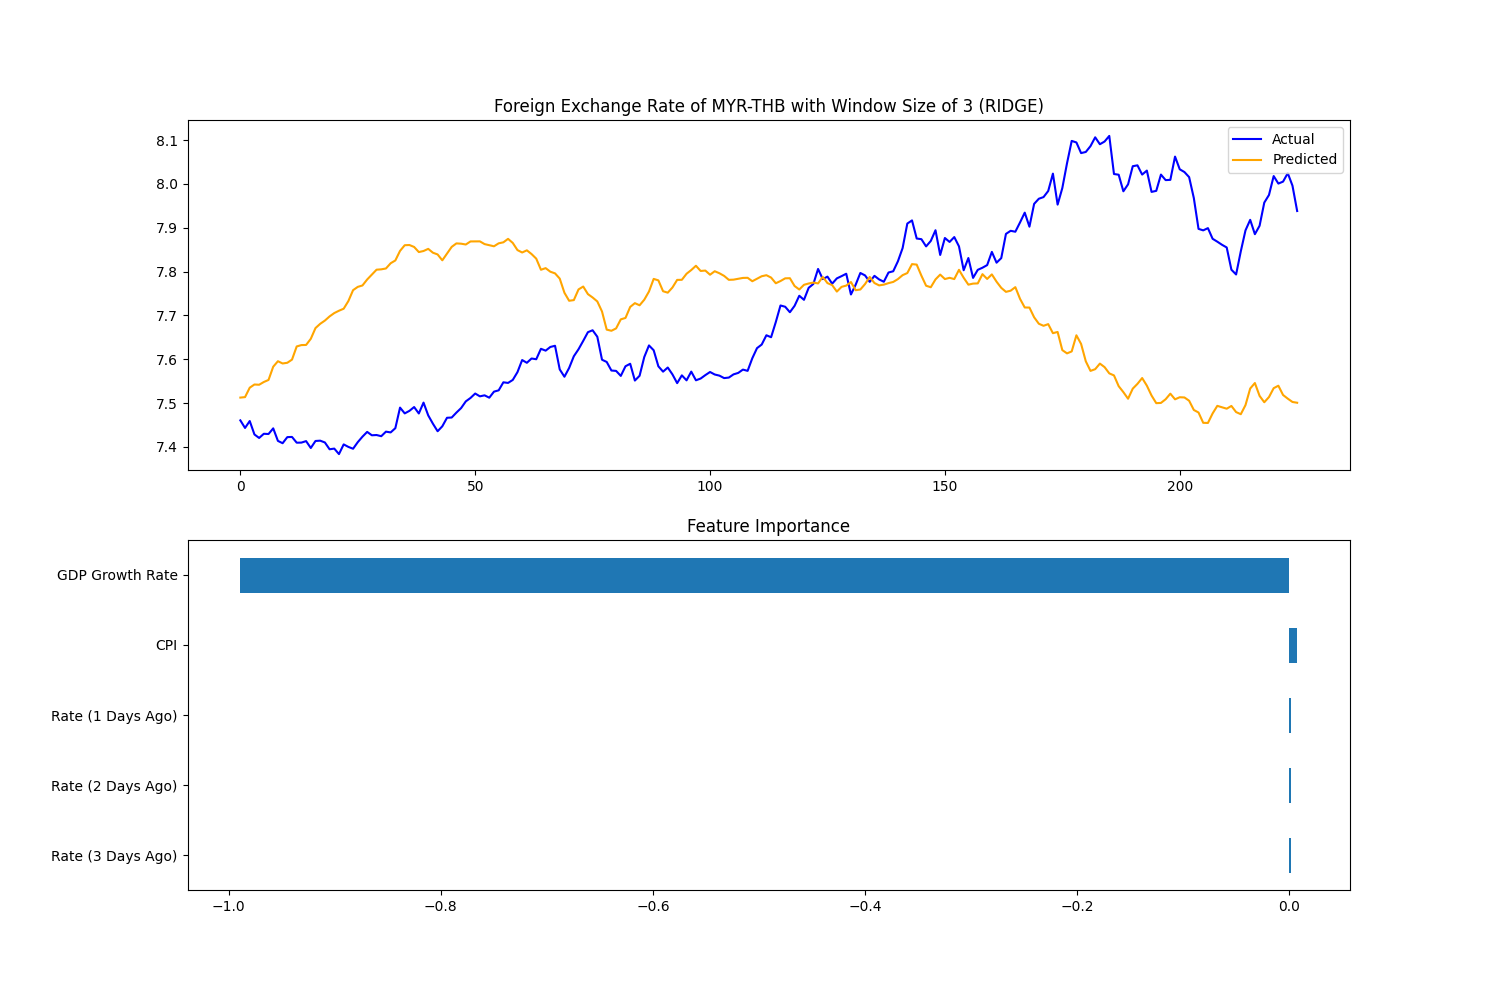 Foreign Exchange Rate of MYR-THB with Window Size of 3 (RIDGE)
8.1
8.0
7.9
7.8
7.7
7.6
7.5
7.4
Actual
Predicted
0 50 100 150 200
Feature Importance
GDP Growth Rate
CPI
Rate (1 Days Ago)
Rate (2 Days Ago)
Rate (3 Days Ago)
−1.0 −0.8 −0.6 −0.4 −0.2 0.0